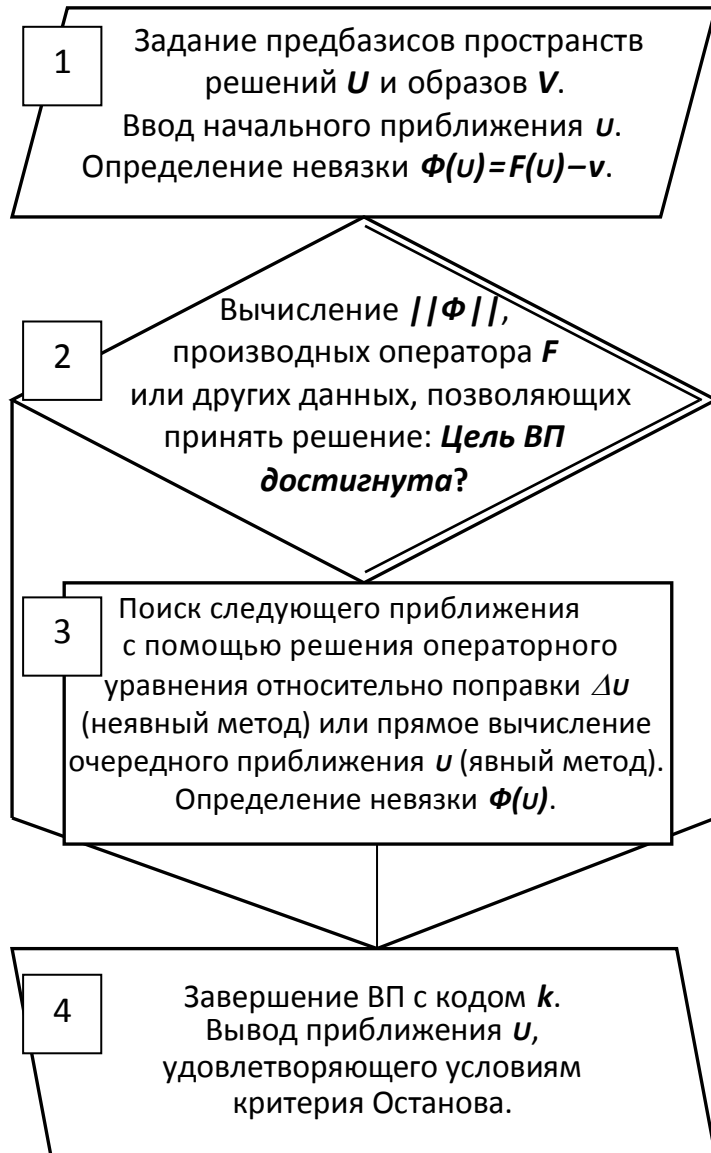 1
Задание предбазисов пространств
решений U и образов V.
Ввод начального приближения u.
Определение невязки Φ(u)=F(u)−v.
2
Вычисление ||Φ||,
производных оператора F
или других данных, позволяющих
принять решение: Цель ВП
достигнута?
3
Поиск следующего приближения
с помощью решения операторного
уравнения относительно поправки Δu
(неявный метод) или прямое вычисление
очередного приближения u (явный метод).
Определение невязки Φ(u).
4
Завершение ВП с кодом k.
Вывод приближения u,
удовлетворяющего условиям
критерия Останова.